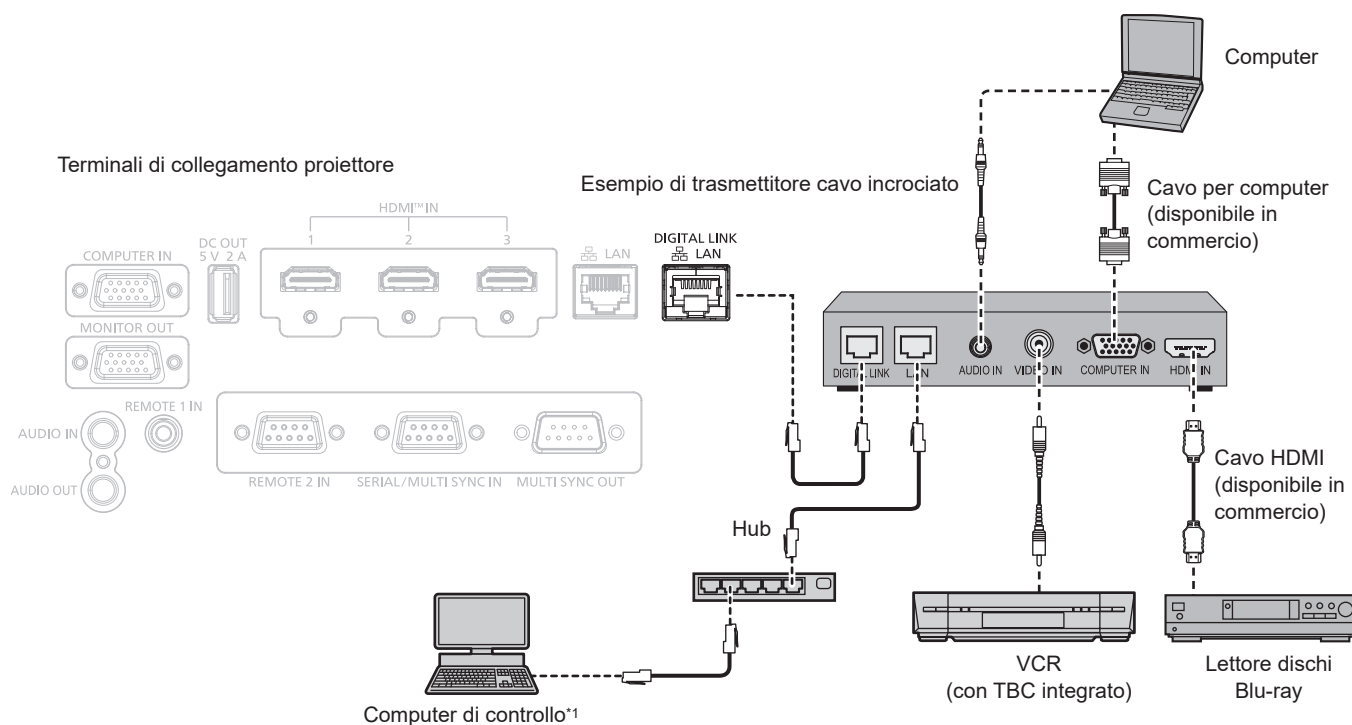 Computer
Terminali di collegamento proiettore
Esempio di trasmettitore cavo incrociato
Cavo per computer
(disponibile in
commercio)
HDMI™ IN
1 2 3
DC OUT
5 V 2 A
COMPUTER IN
LAN
DIGITAL LINK
LAN
MONITOR OUT
DIGITAL LINK
LAN
AUDIO IN
VIDEO IN
COMPUTER IN
HDMI IN
REMOTE 1 IN
AUDIO IN
AUDIO OUT
REMOTE 2 IN
SERIAL/MULTI SYNC IN
MULTI SYNC OUT
Cavo HDMI
(disponibile in
commercio)
Hub
VCR
(con TBC integrato)
Lettore dischi
Blu-ray
Computer di controllo*1